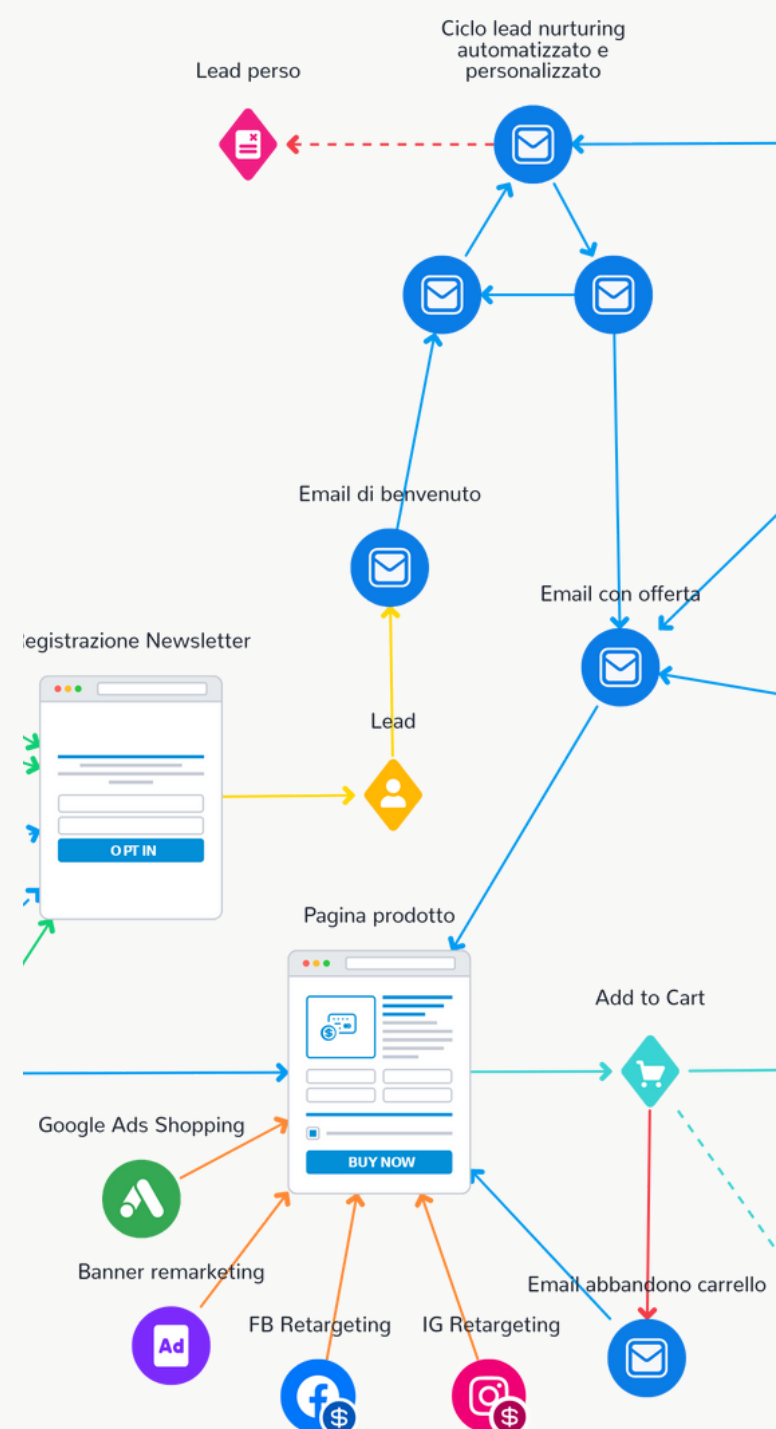 Ciclo lead nurturing
automatizzato e
personalizzato
Lead perso
Email di benvenuto
Email con offerta
egistrazione Newsletter
Lead
OPT IN
Pagina prodotto
Add to Cart
$
Google Ads Shopping
BUY NOW
Banner remarketing
Email abbandono carrello
FB Retargeting
IG Retargeting
Ad
$
$